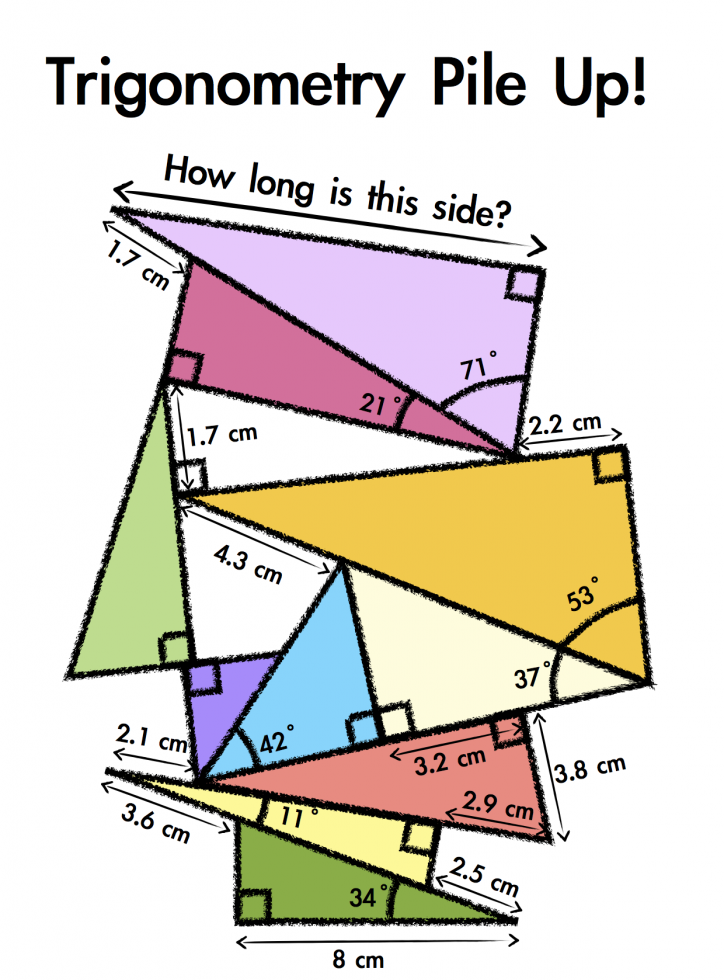 Trigonometry Pile Up!
How long is this side?
1.7 cm
71°
21°
2.2 cm
1.7 cm
4.3 cm
53°
37°
42°
2.1 cm
3.2 cm
3.8 cm
2.9 cm
3.6 cm
11°
2.5 cm
34°
8 cm